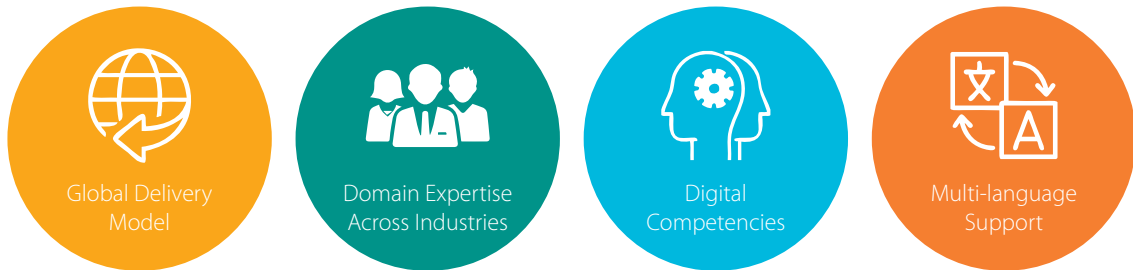 文
A
Global Delivery
Model
Domain Expertise
Across Industries
Digital
Competencies
Multi-language
Support